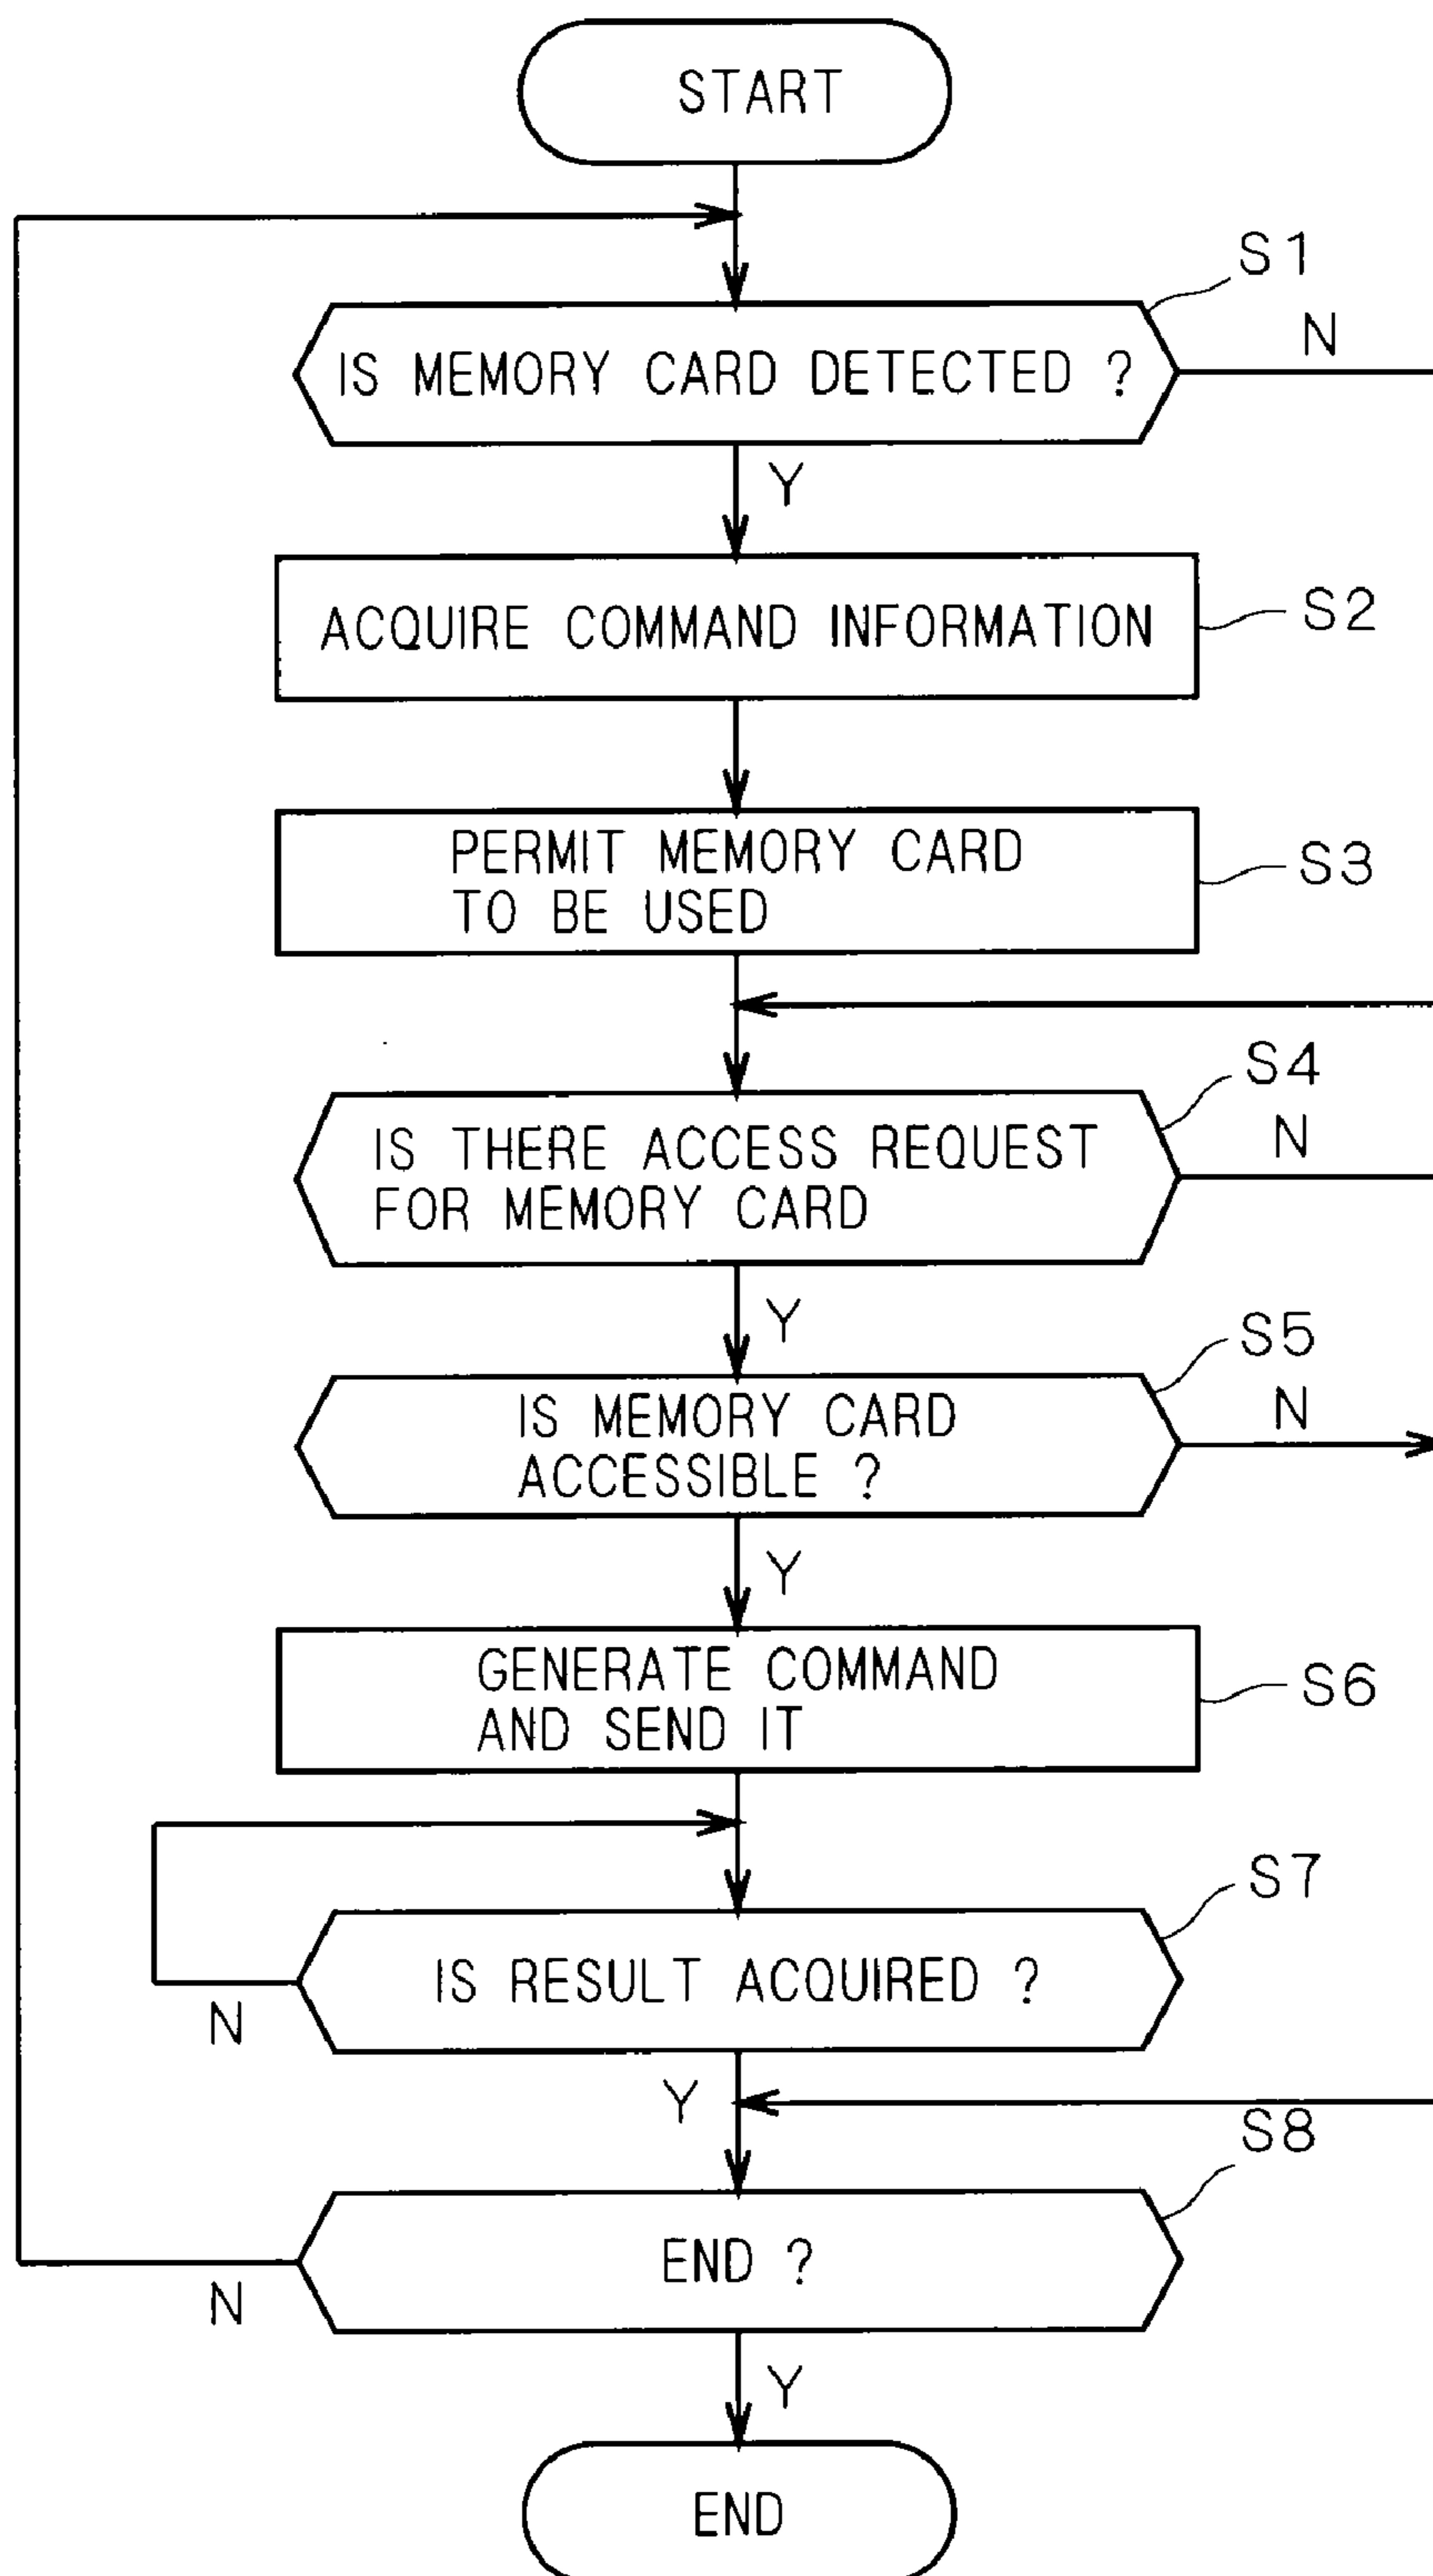 START
S1
IS MEMORY CARD DETECTED ?
N
Y
ACQUIRE COMMAND INFORMATION
S2
PERMIT MEMORY CARD
TO BE USED
S3
S4
IS THERE ACCESS REQUEST
FOR MEMORY CARD
N
Y
S5
IS MEMORY CARD
ACCESSIBLE ?
N
Y
GENERATE COMMAND
AND SEND IT
S6
S7
IS RESULT ACQUIRED ?
N
Y
S8
END ?
N
Y
END